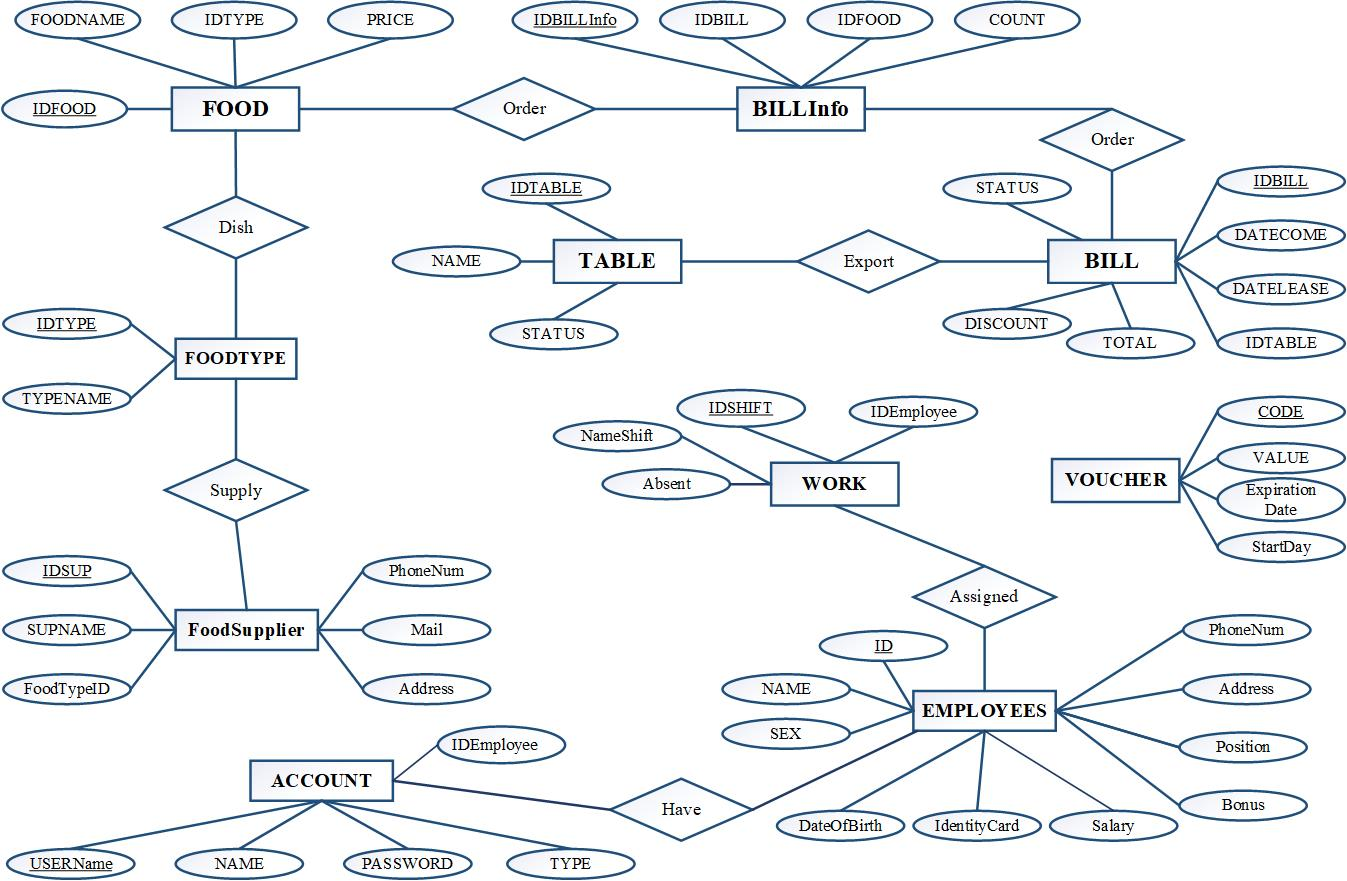 FOODNAME
IDTYPE
PRICE
IDBILLInfo
IDBILL
IDFOOD
COUNT
IDFOOD
FOOD
Order
BILLInfo
Order
IDTABLE
STATUS
IDBILL
Dish
NAME
TABLE
Export
BILL
DATECOME
DATELEASE
STATUS
DISCOUNT
TOTAL
IDTABLE
IDTYPE
FOODTYPE
TYPENAME
IDSHIFT
IDEmployee
NameShift
Absent
WORK
CODE
VOUCHER
VALUE
Expiration
Date
StartDay
Supply
IDSUP
PhoneNum
SUPNAME
FoodSupplier
Mail
FoodTypeID
Address
Assigned
ID
NAME
SEX
EMPLOYEES
PhoneNum
Address
Position
Bonus
DateOfBirth
IdentityCard
Salary
IDEmployee
ACCOUNT
Have
USERName
NAME
PASSWORD
TYPE